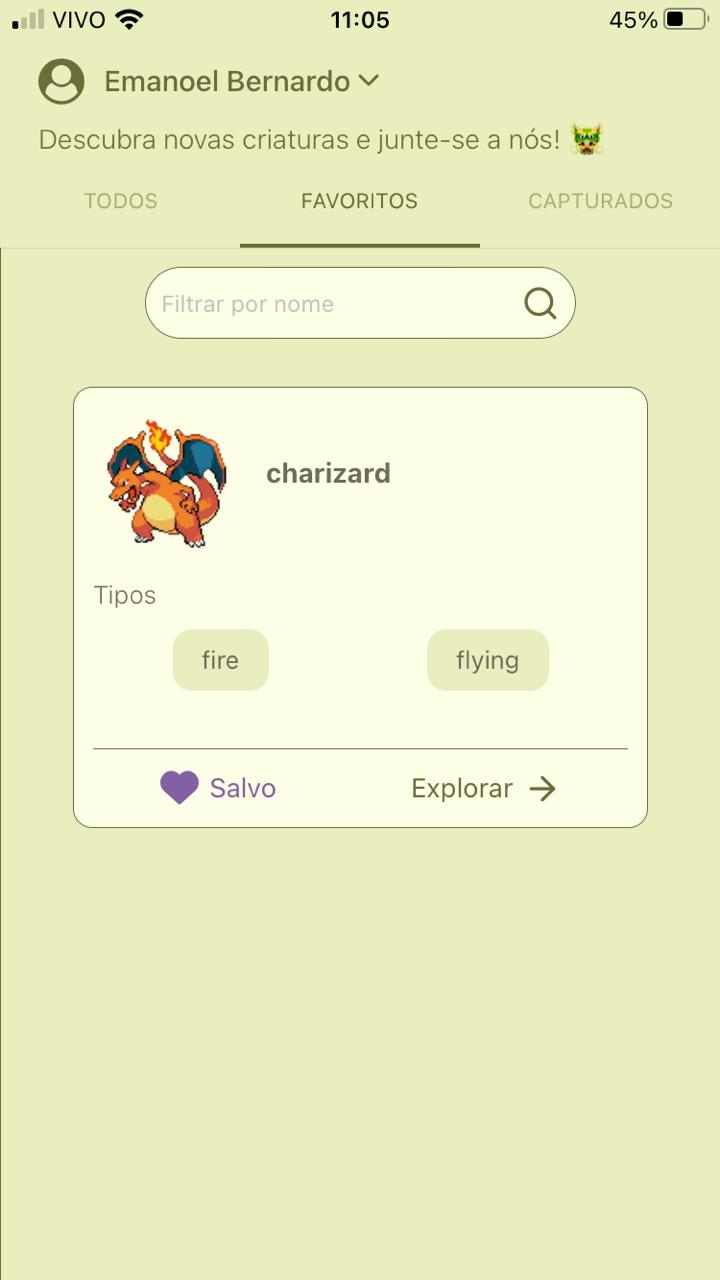 VIVO 11:05 45%
Emanoel Bernardo
Descubra novas criaturas e junte-se a nós!
TODOS FAVORITOS CAPTURADOS
Filtrar por nome
charizard
Tipos
fire flying
Salvo Explorar